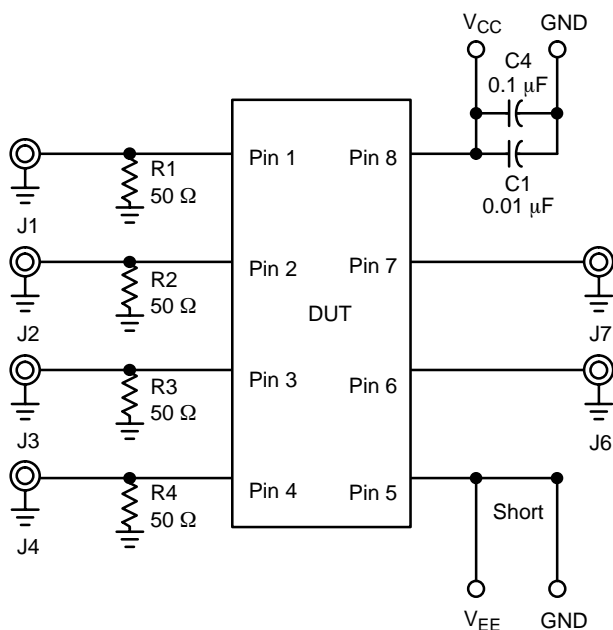 V_CC GND
C4
0.1 μF
Pin 1 Pin 8
R1
50 Ω
C1
0.01 μF
J1
Pin 2 Pin 7
R2
50 Ω
DUT
J2 J7
Pin 3 Pin 6
R3
50 Ω
J3 J6
Pin 4 Pin 5
R4
50 Ω
Short
J4
V_EE GND